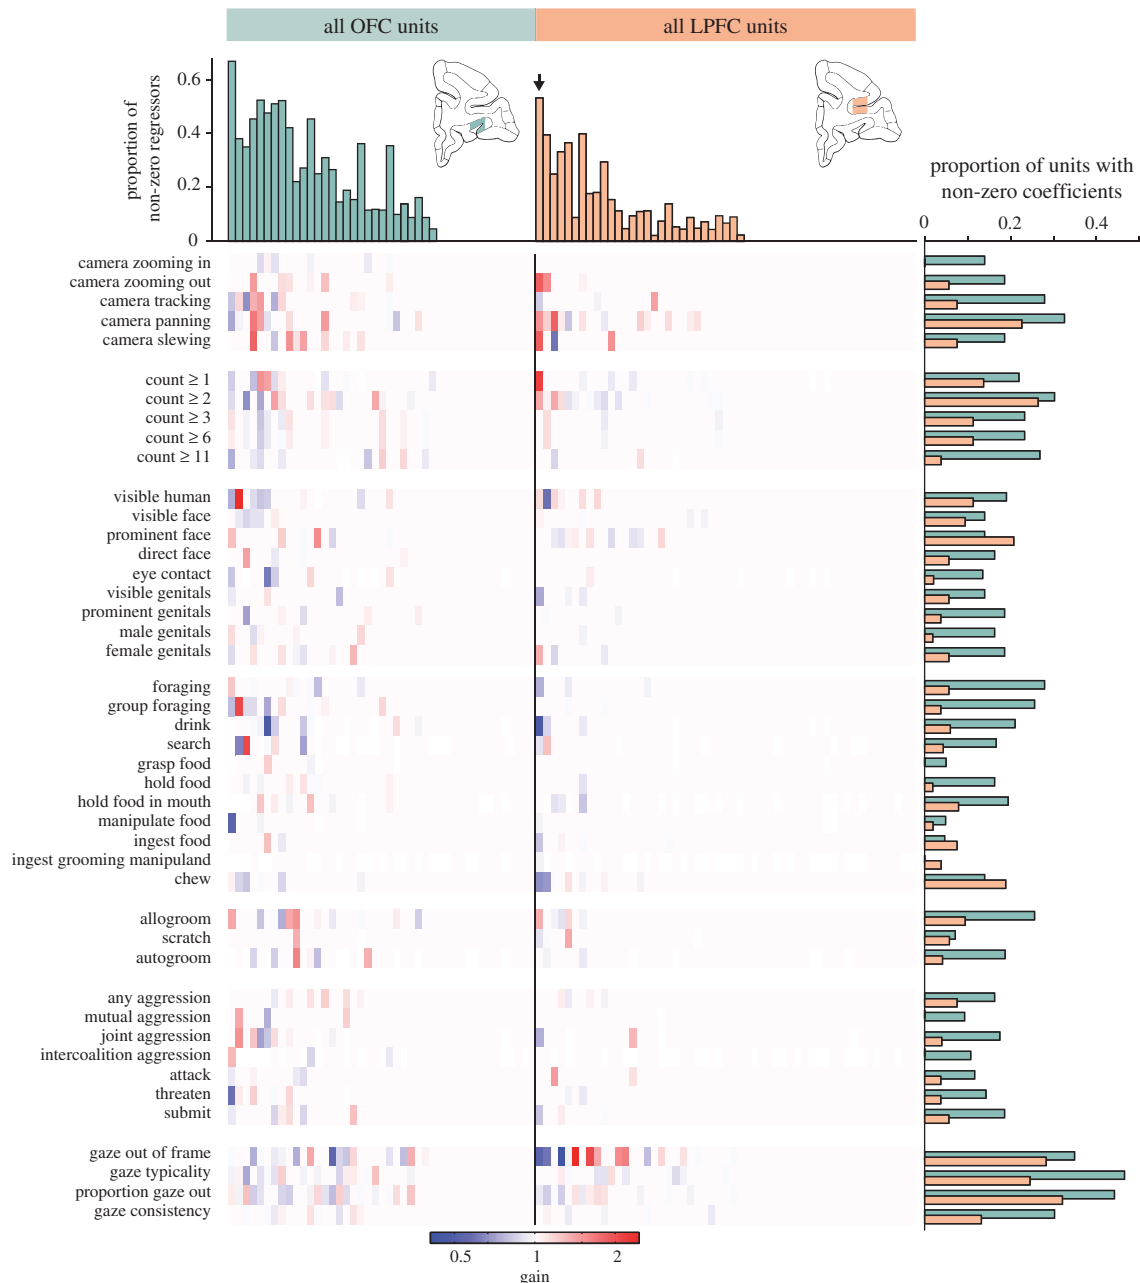 all OFC units
all LPFC units
proportion of
non-zero regressors
0.6
0.4
0.2
0
proportion of units with
non-zero coefficients
0 0.2 0.4
camera zooming in
camera zooming out
camera tracking
camera panning
camera slewing
count ≥ 1
count ≥ 2
count ≥ 3
count ≥ 6
count ≥ 11
visible human
visible face
prominent face
direct face
eye contact
visible genitals
prominent genitals
male genitals
female genitals
foraging
group foraging
drink
search
grasp food
hold food
hold food in mouth
manipulate food
ingest food
ingest grooming manipuland
chew
allogroom
scratch
autogroom
any aggression
mutual aggression
joint aggression
intercoalition aggression
attack
threaten
submit
gaze out of frame
gaze typicality
proportion gaze out
gaze consistency
0.5 1 2
gain